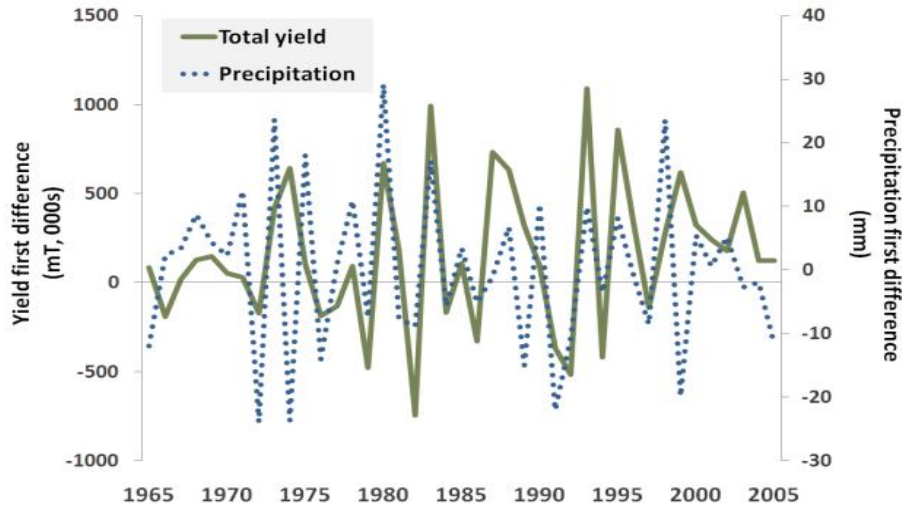 Total yield
Precipitation
Yield first difference
(mT, 000s)
1500
1000
500
0
-500
-1000
40
30
20
10
0
-10
-20
-30
Precipitation first difference
(mm)
1965 1970 1975 1980 1985 1990 1995 2000 2005